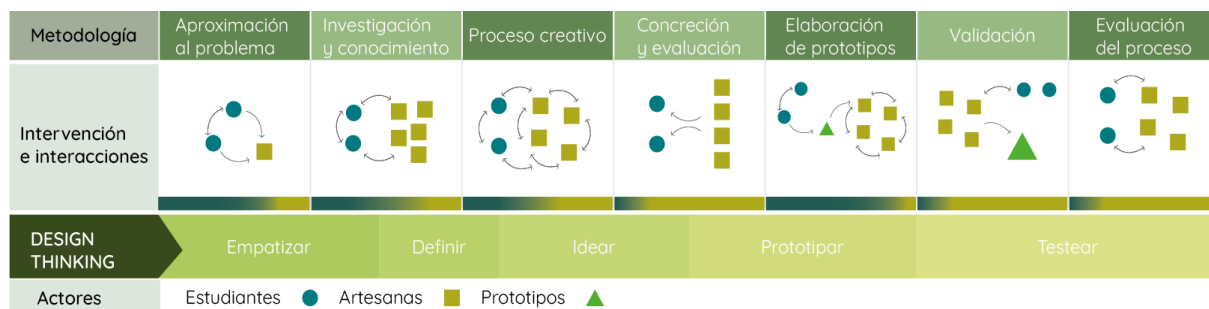 Metodología
Aproximación
al problema
Investigación
y conocimiento
Proceso creativo
Concreción
y evaluación
Elaboración
de prototipos
Validación
Evaluación
del proceso
Intervención
e interacciones
DESIGN
THINKING
Empatizar
Definir
Idear
Prototipar
Testear
Actores
Estudiantes
Artesanas
Prototipos